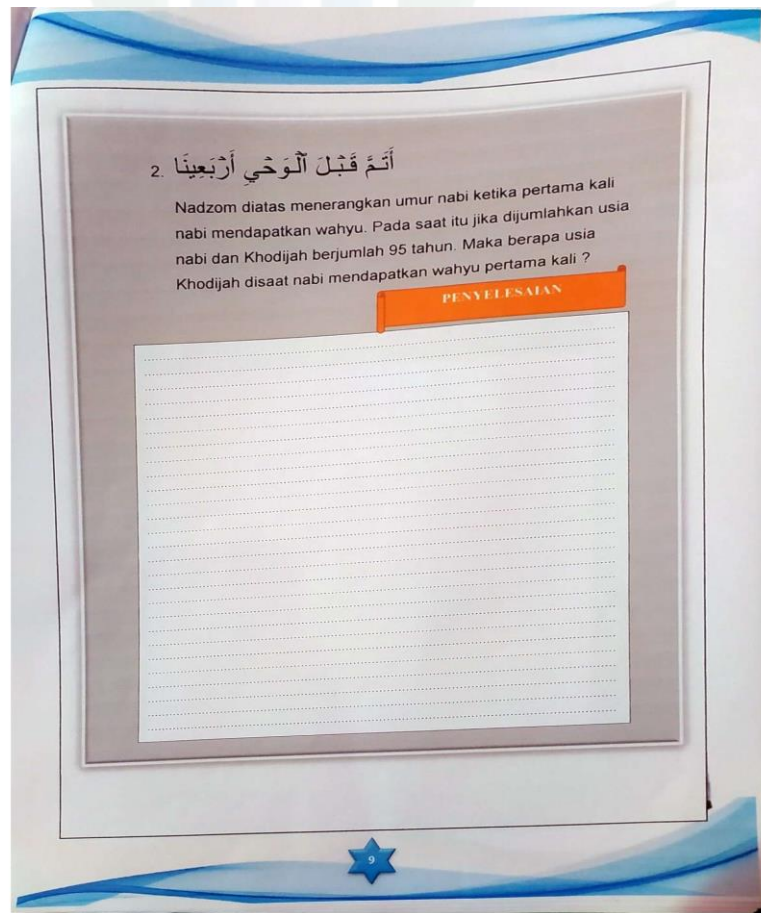 2. أَتَمَّ قَبْلَ ٱلْوَحْيِ أَرْبَعِينَا
Nadzom diatas menerangkan umur nabi ketika pertama kali
nabi mendapatkan wahyu. Pada saat itu jika dijumlahkan usia
nabi dan Khodijah berjumlah 95 tahun. Maka berapa usia
Khodijah disaat nabi mendapatkan wahyu pertama kali ?
PENYELESAIAN
9